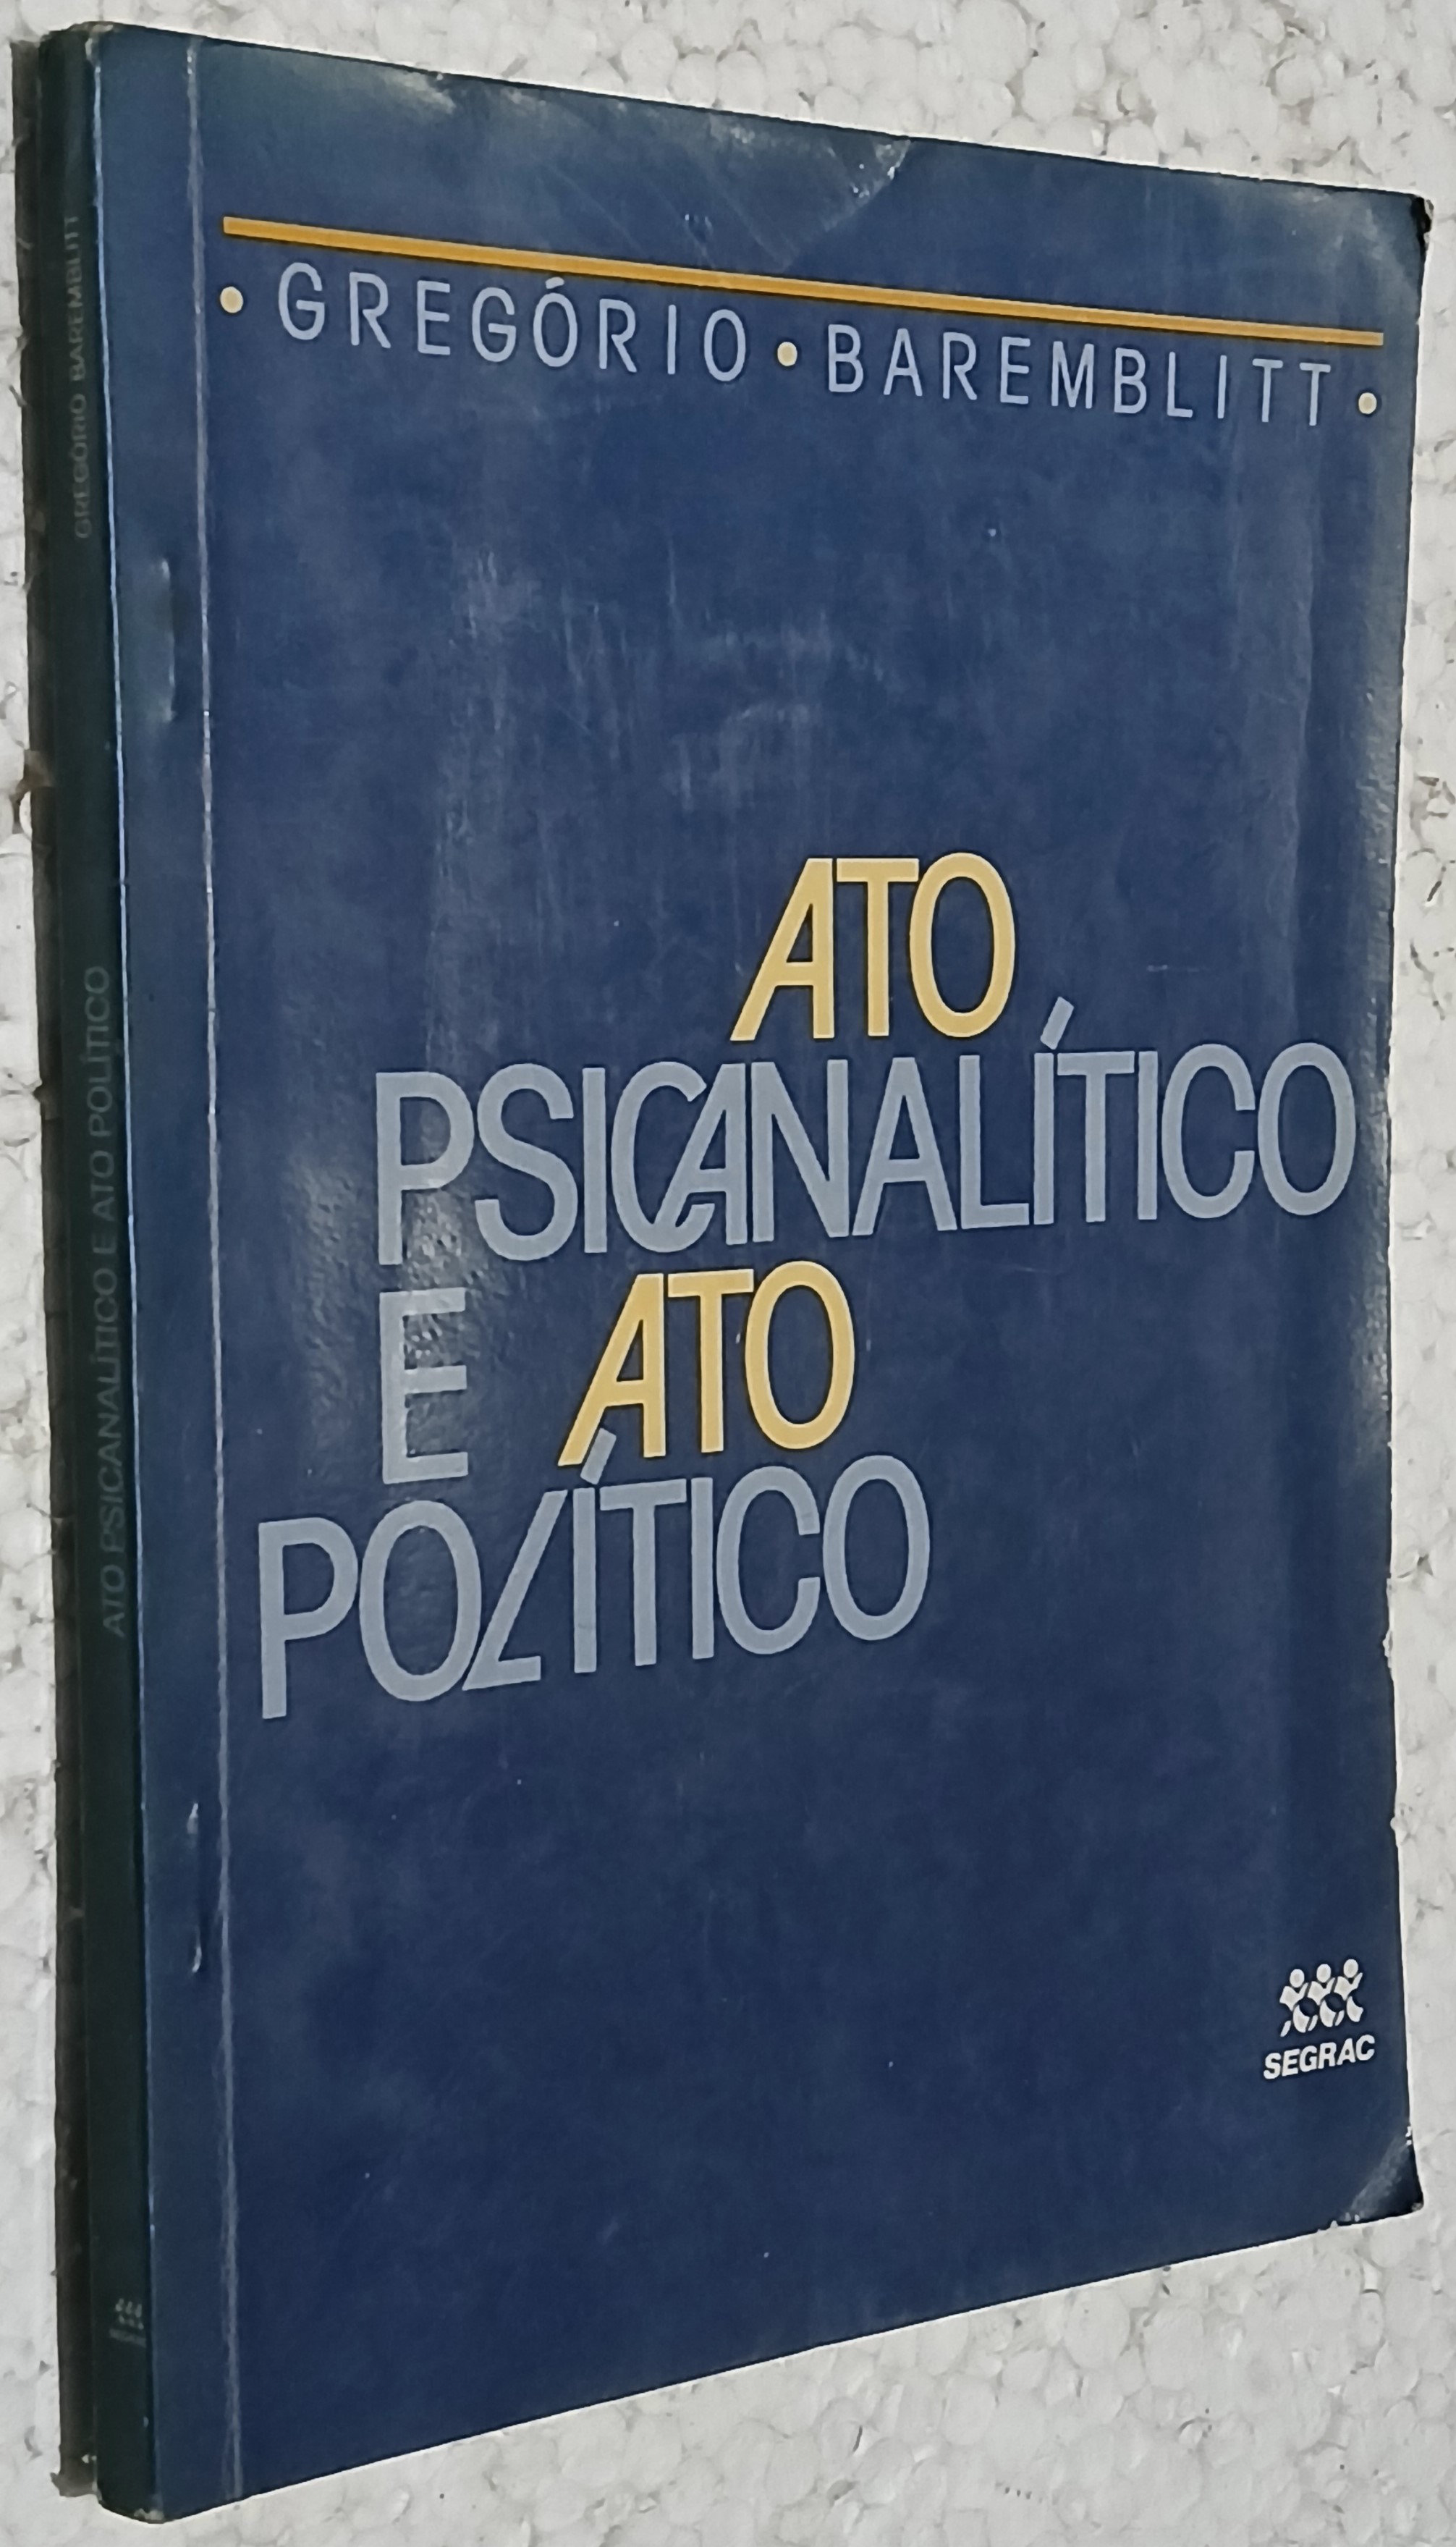 • GREGÓRIO • BAREMBLITT •
ATO
PSICANALÍTICO
E ATO
POLÍTICO
SEGRAC
GREGÓRIO BAREMBLITT
ATO PSICANALÍTICO E ATO POLÍTICO